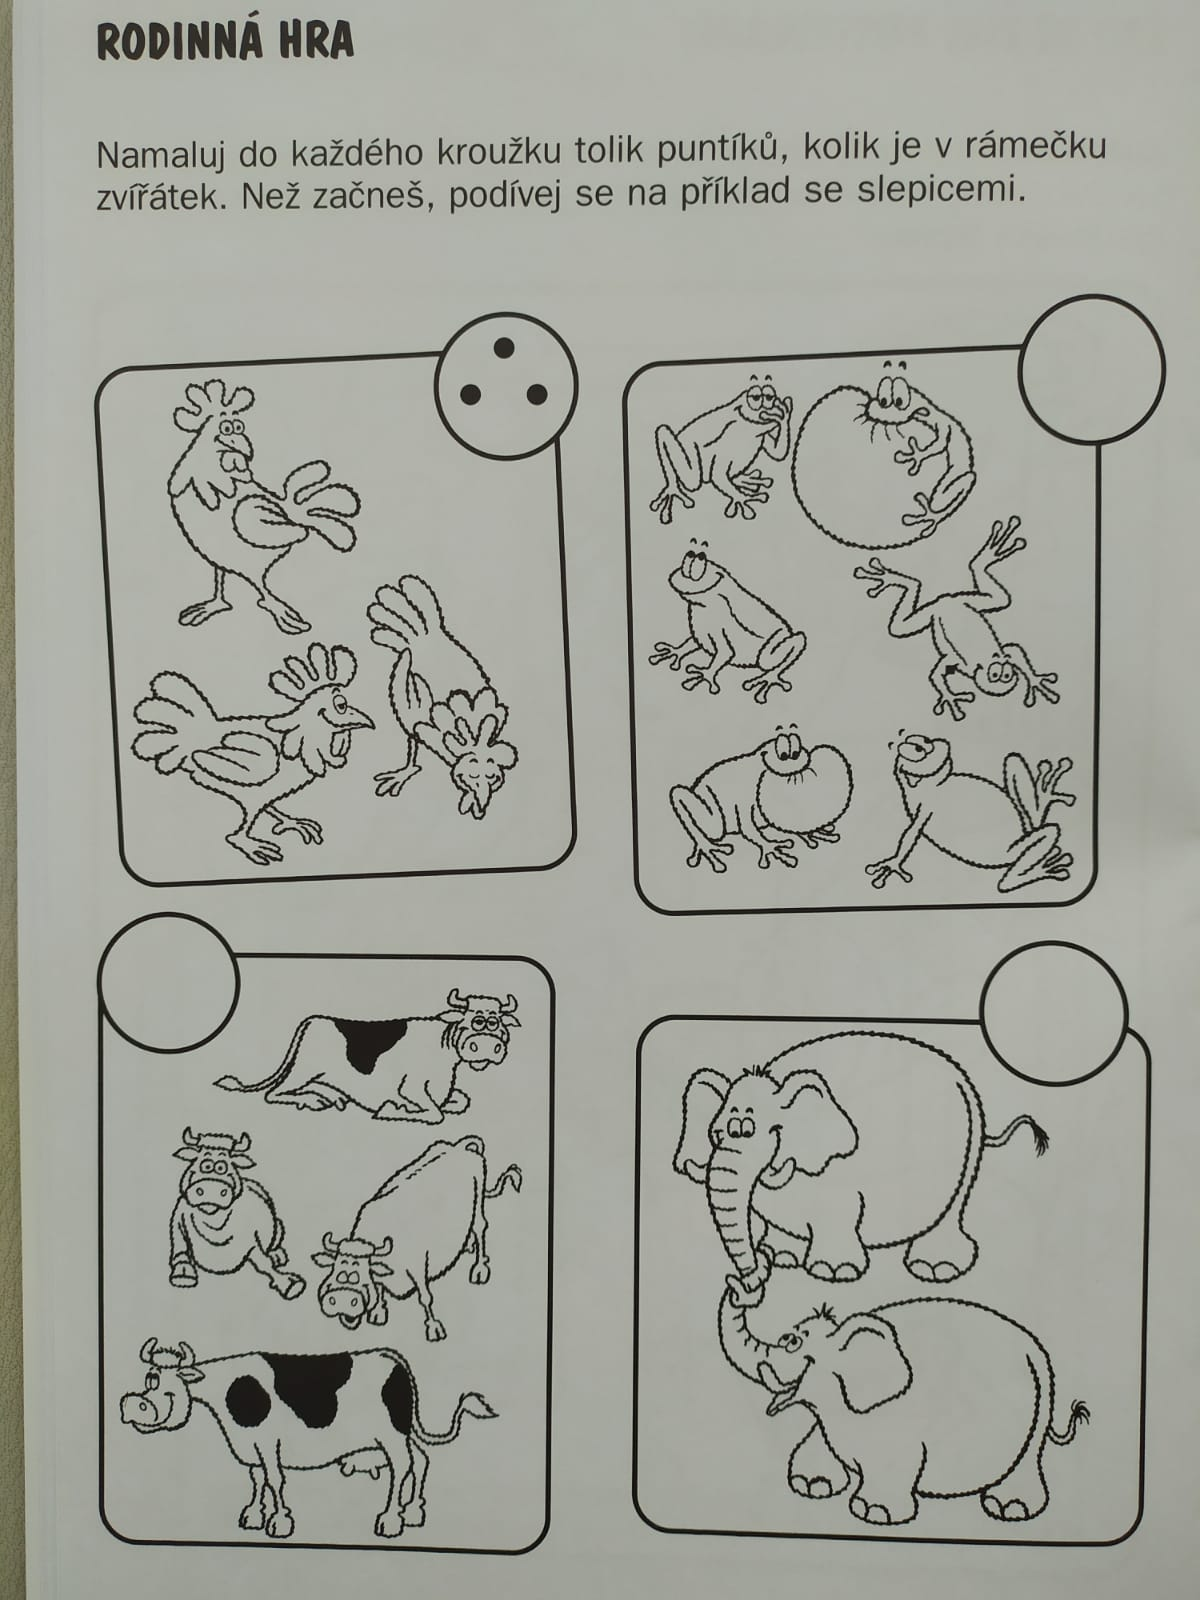 RODINNÁ HRA
Namaluj do každého kroužku tolik puntíků, kolik je v rámečku
zvířátek. Než začneš, podívej se na příklad se slepicemi.